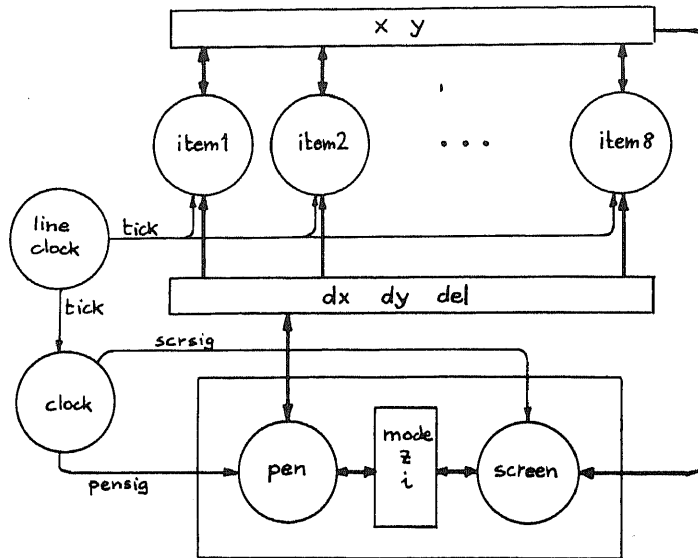 x y
item1
item2
. . .
item8
line
clock
tick
tick
dx dy del
scrsig
clock
pen
mode
z
i
screen
pensig